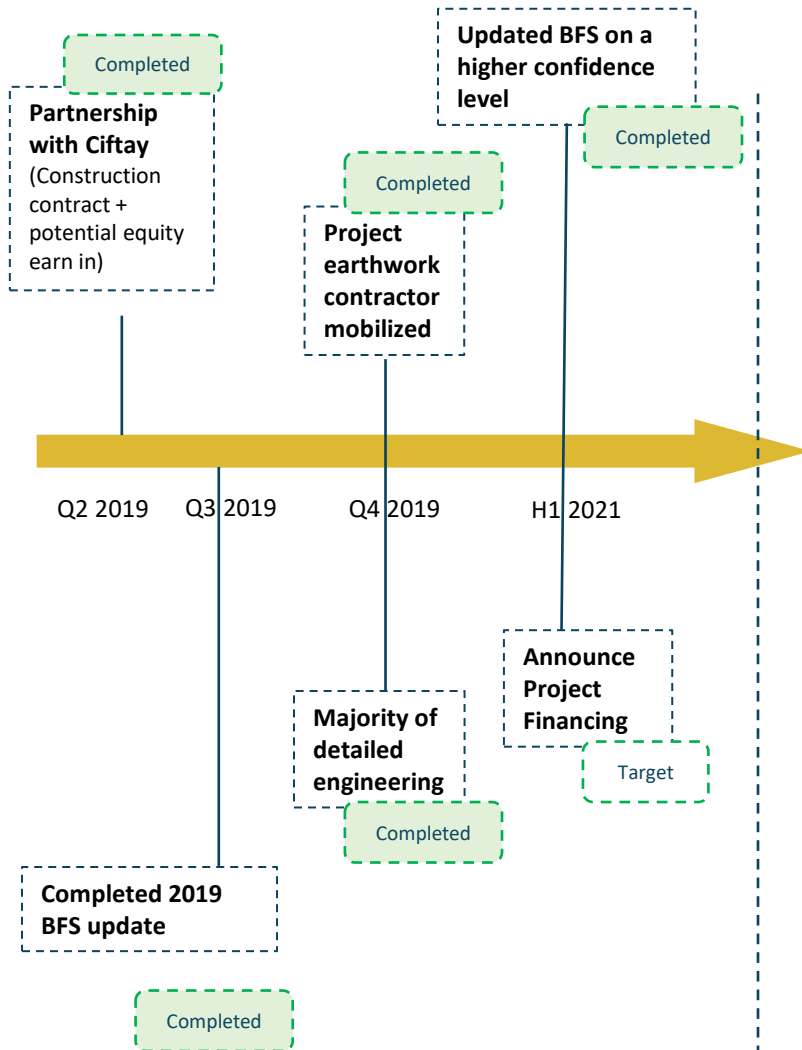 Completed
Partnership
with Ciftay
(Construction
contract +
potential equity
earn in)
Completed
Project
earthwork
contractor
mobilized
Updated BFS on a
higher confidence
level
Completed
Q2 2019
Q3 2019
Q4 2019
H1 2021
Completed 2019
BFS update
Completed
Majority of
detailed
engineering
Completed
Announce
Project
Financing
Target